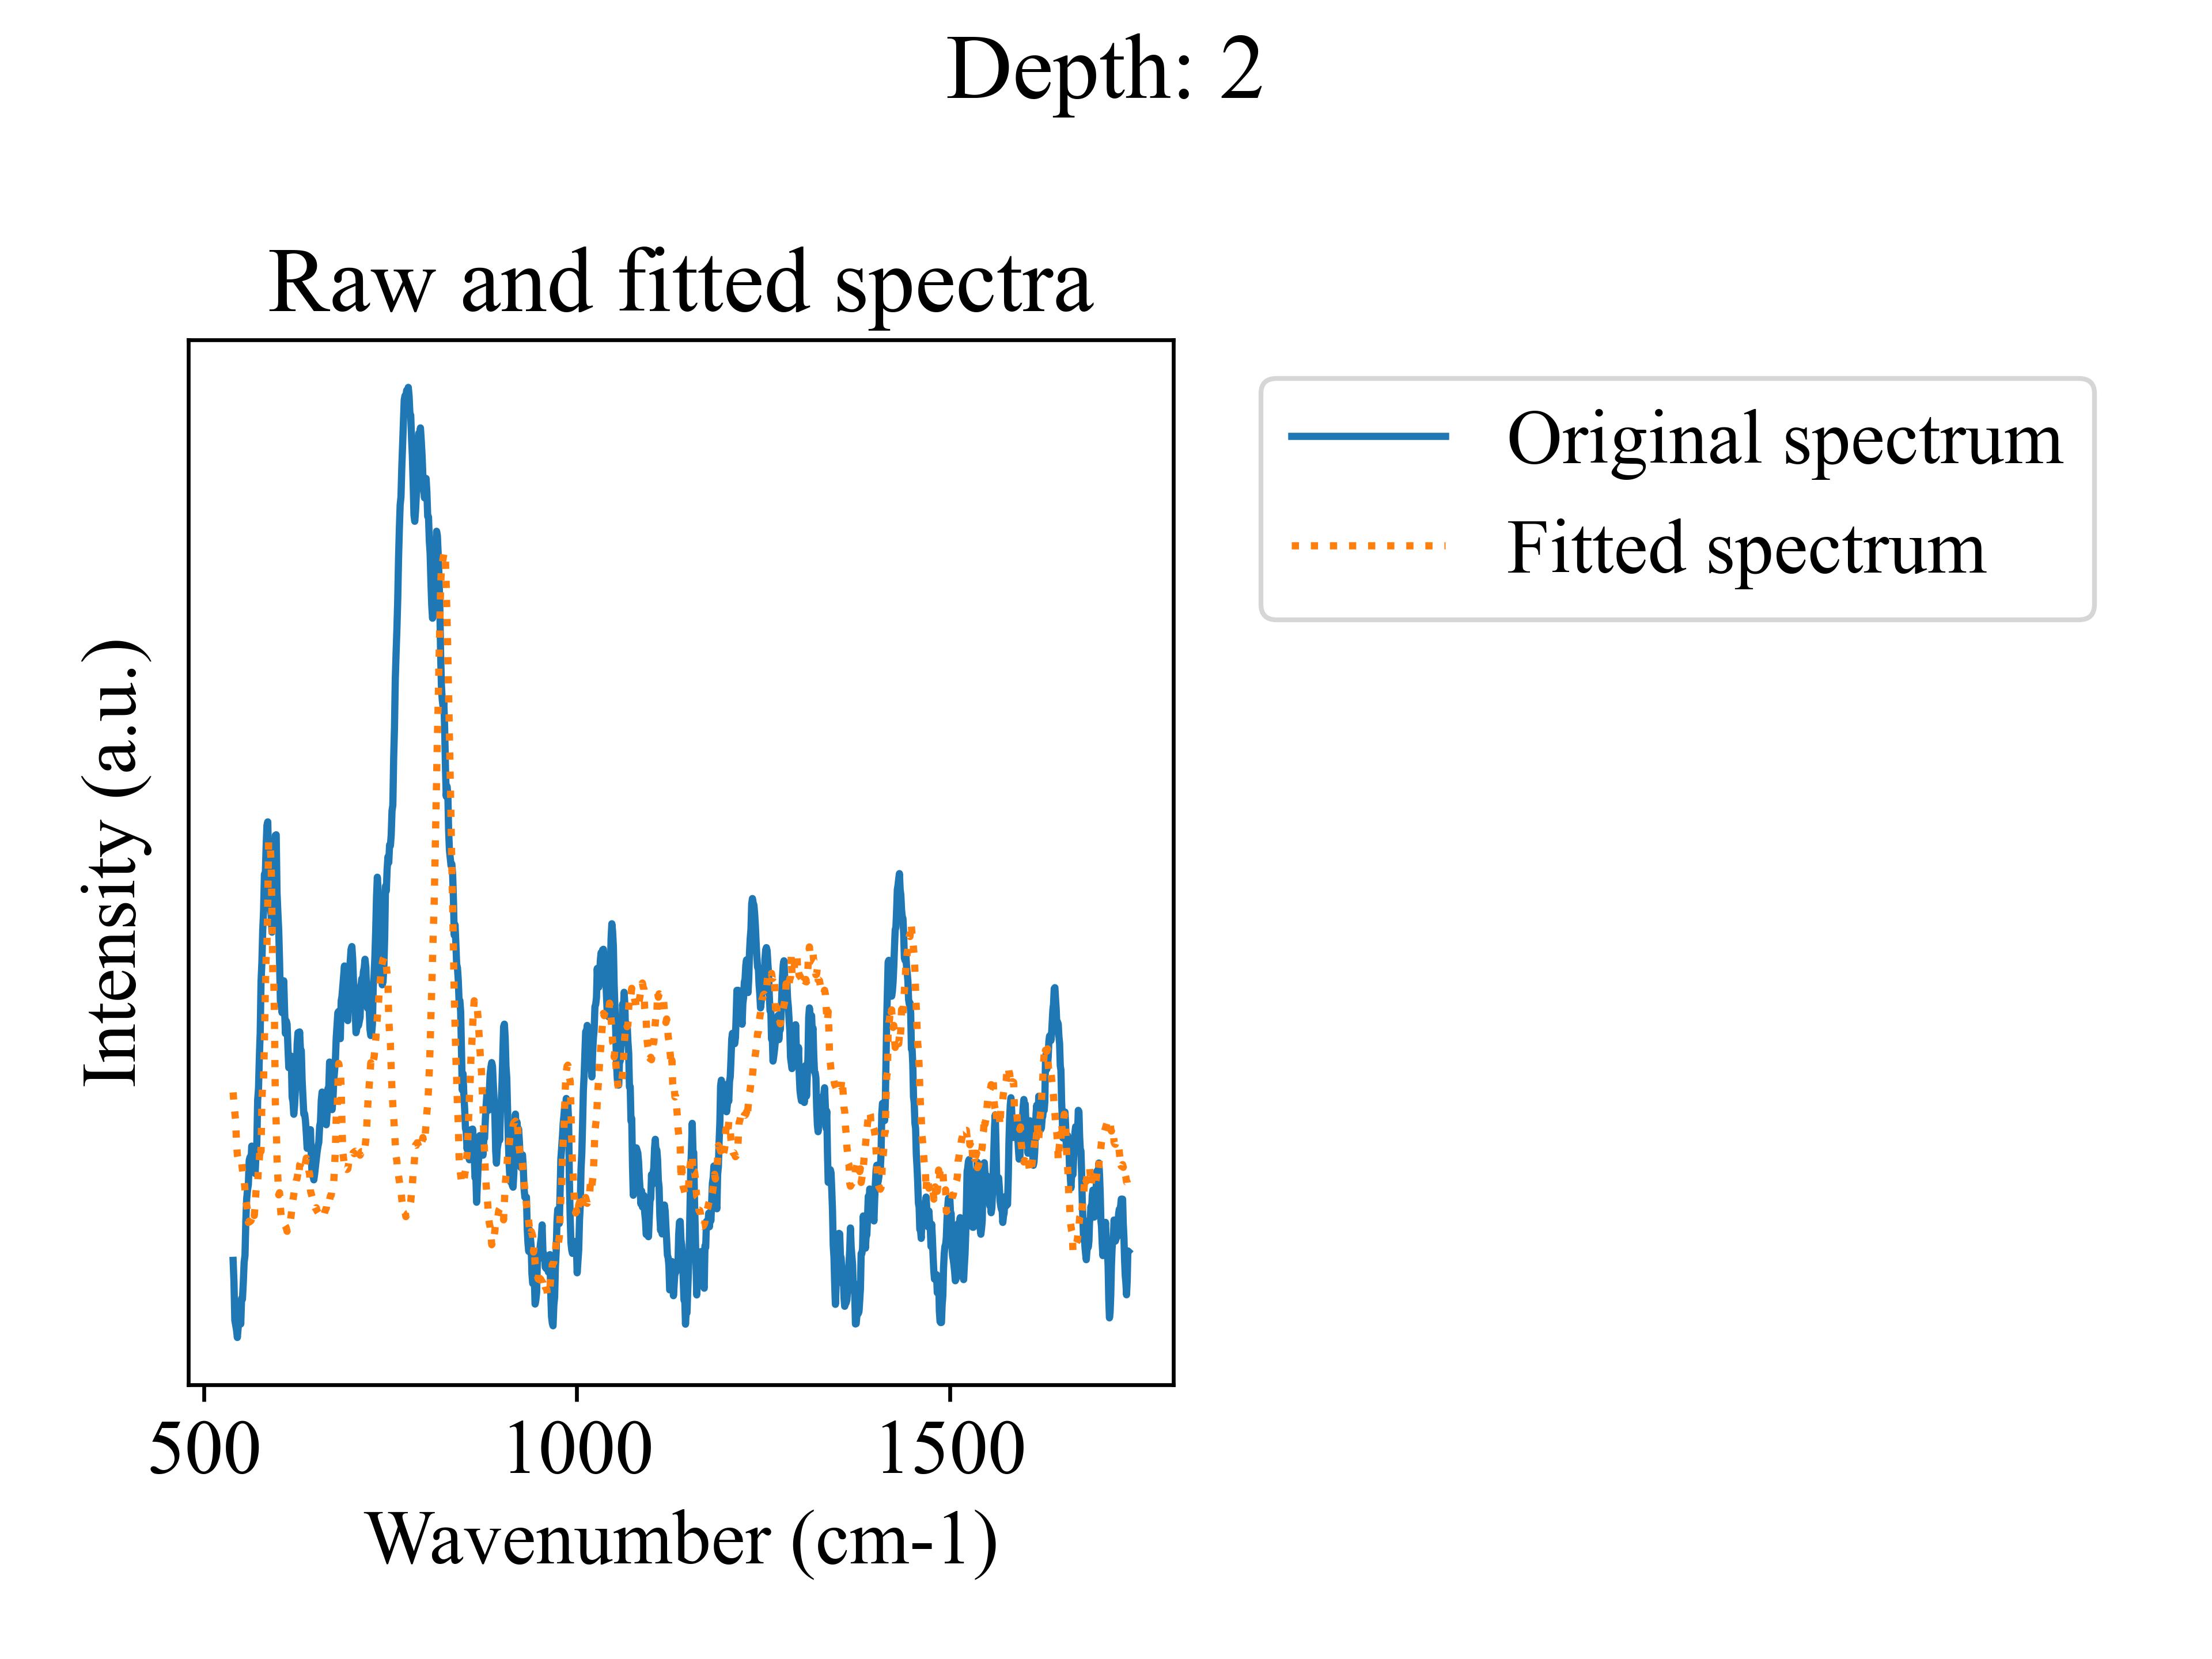 Depth: 2
Raw and fitted spectra
Original spectrum
Fitted spectrum
Intensity (a.u.)
500 1000 1500
Wavenumber (cm-1)